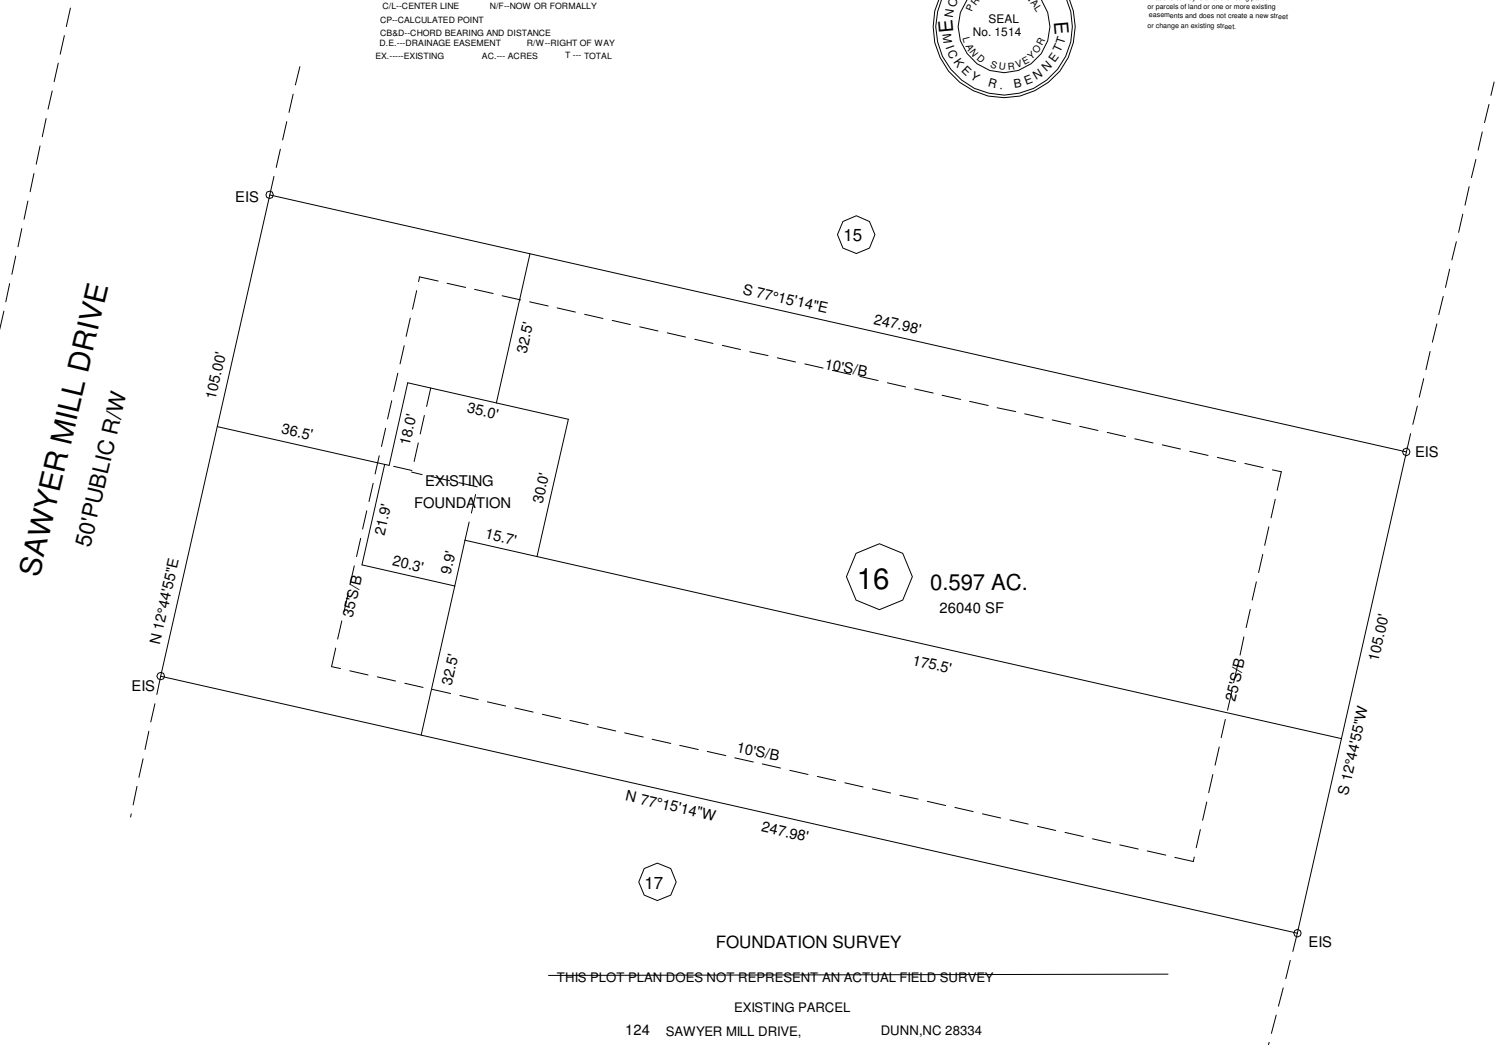 C/L--CENTER LINE N/F--NOW OR FORMALLY
CP--CALCULATED POINT
CB&D--CHORD BEARING AND DISTANCE
D.E.---DRAINAGE EASEMENT R/W--RIGHT OF WAY
EX.-----EXISTING AC.--- ACRES T --- TOTAL
SEAL
No. 1514
LAND SURVEYOR
MICKEY R. BENNETT
or parcels of land or one or more existing
easements and does not create a new street
or change an existing street.
EIS
15
S 77°15'14"E
247.98'
32.5'
10'S/B
SAWYER MILL DRIVE
50'PUBLIC R/W
105.00'
N 12°44'55"E
36.5'
18.0'
35.0'
EIS
EXISTING
FOUNDATION
30.0'
21.9'
15.7'
20.3'
9.9'
35'S/B
16
0.597 AC.
26040 SF
105.00'
S 12°44'55"W
25'S/B
175.5'
32.5'
EIS
10'S/B
N 77°15'14"W
247.98'
17
EIS
FOUNDATION SURVEY
THIS PLOT PLAN DOES NOT REPRESENT AN ACTUAL FIELD SURVEY
EXISTING PARCEL
124 SAWYER MILL DRIVE, DUNN,NC 28334